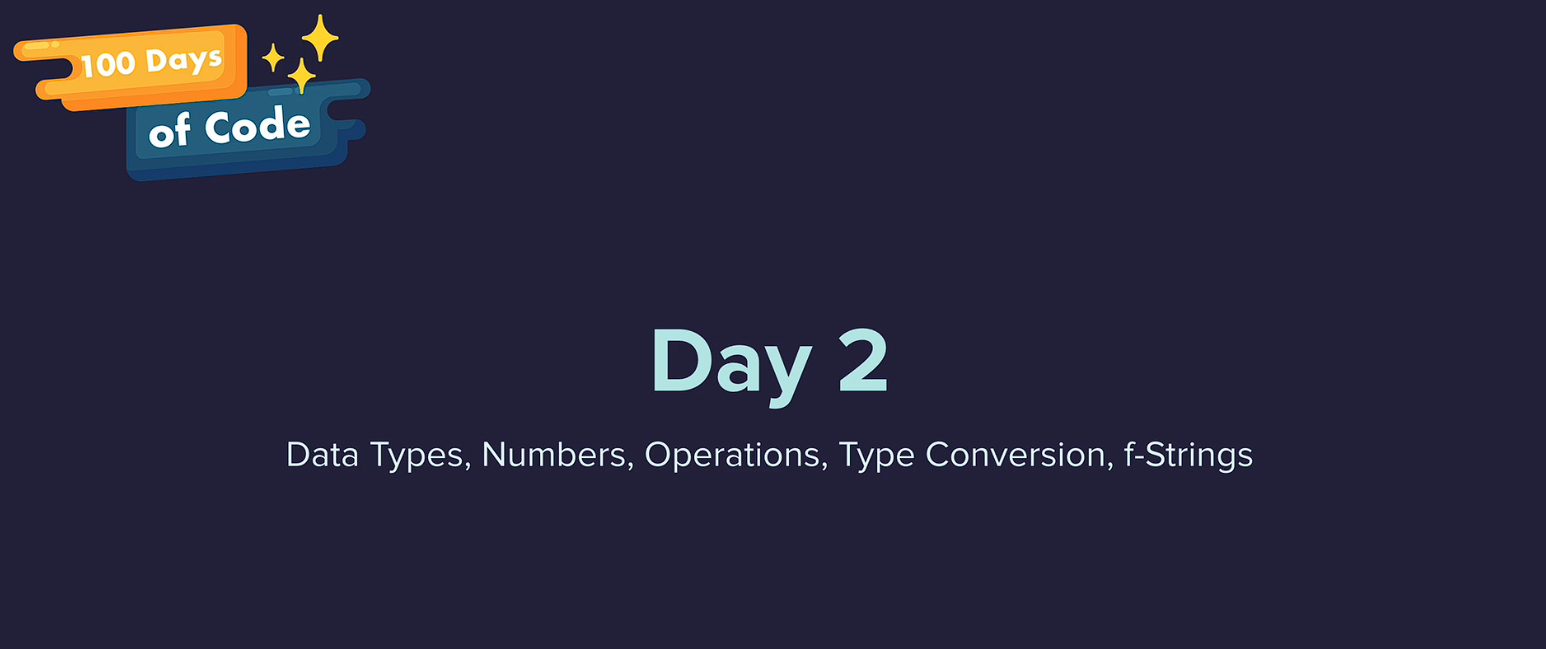 100 Days
of Code
Day 2
Data Types, Numbers, Operations, Type Conversion, f-Strings